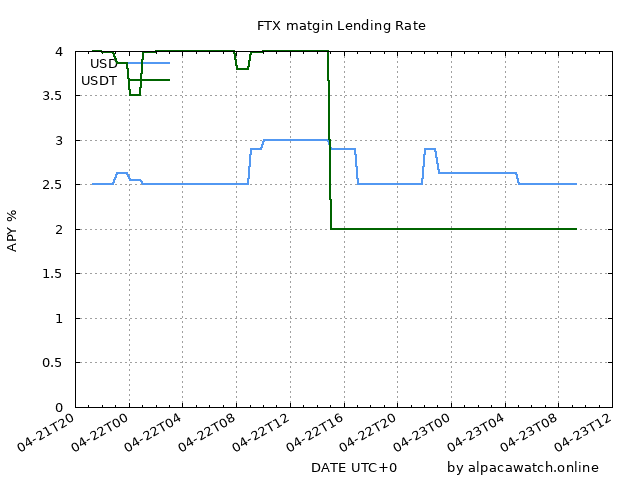 FTX matgin Lending Rate
4
3.5
3
2.5
2
1.5
1
0.5
0
APY %
USD
USDT
04-21T20
04-22T00
04-22T04
04-22T08
04-22T12
04-22T16
04-22T20
04-23T00
04-23T04
04-23T08
04-23T12
DATE UTC+0
by alpacawatch.online